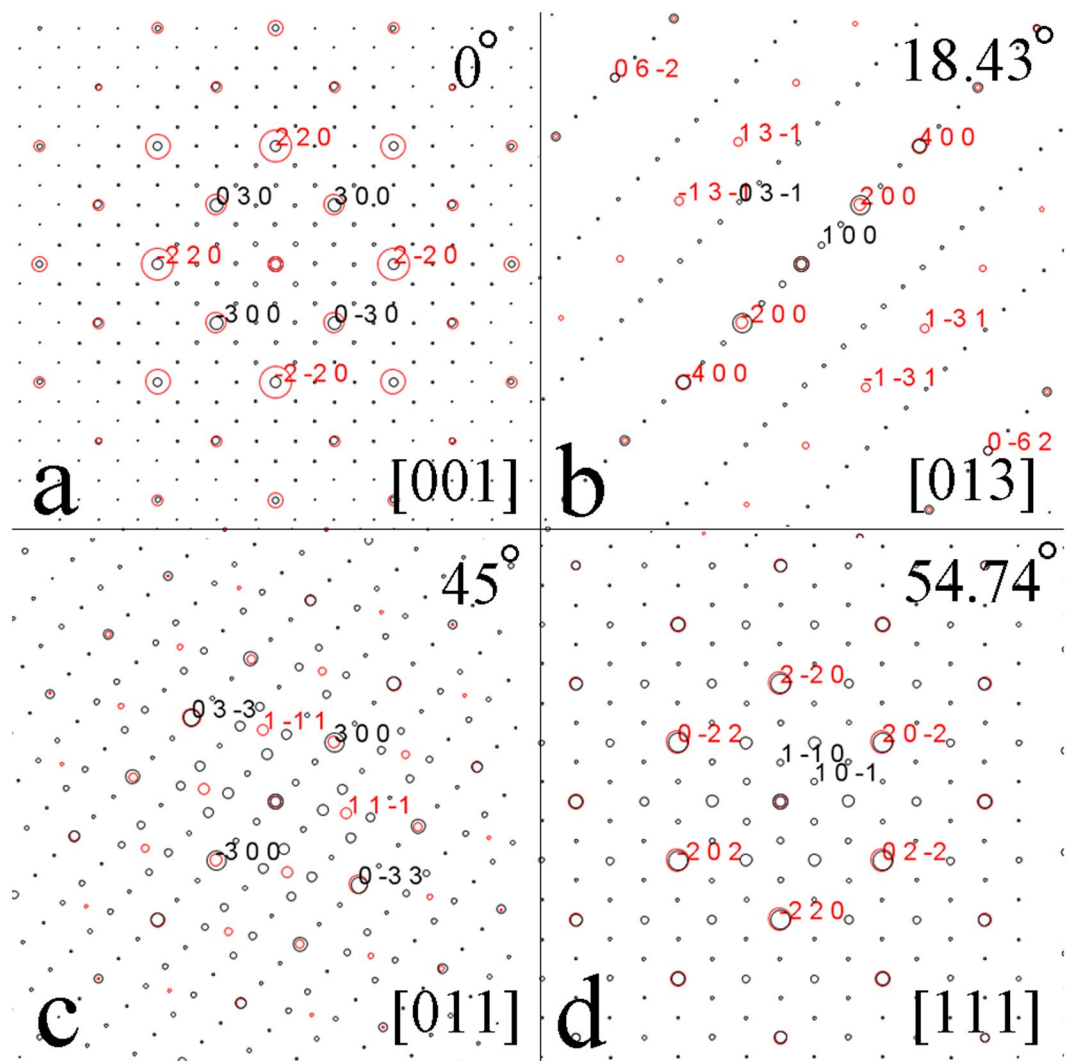 0°
2 2 0
0 3 0 3 0 0
-2 2 0 2 -2 0
-3 0 0 0 -3 0
-2 -2 0
a [001]
18.43°
0 6 -2
1 3 -1 4 0 0
-1 3 -1 0 3 -1 2 0 0
1 0 0
-2 0 0 1 -3 1
-4 0 0 -1 -3 1
0 -6 2
b [013]
45°
0 3 -3 1 -1 1 3 0 0
1 1 -1
-3 0 0 0 -3 3
c [011]
54.74°
2 -2 0
0 -2 2 1 -1 0 2 0 -2
1 0 -1
-2 0 2 0 2 -2
-2 2 0
d [111]